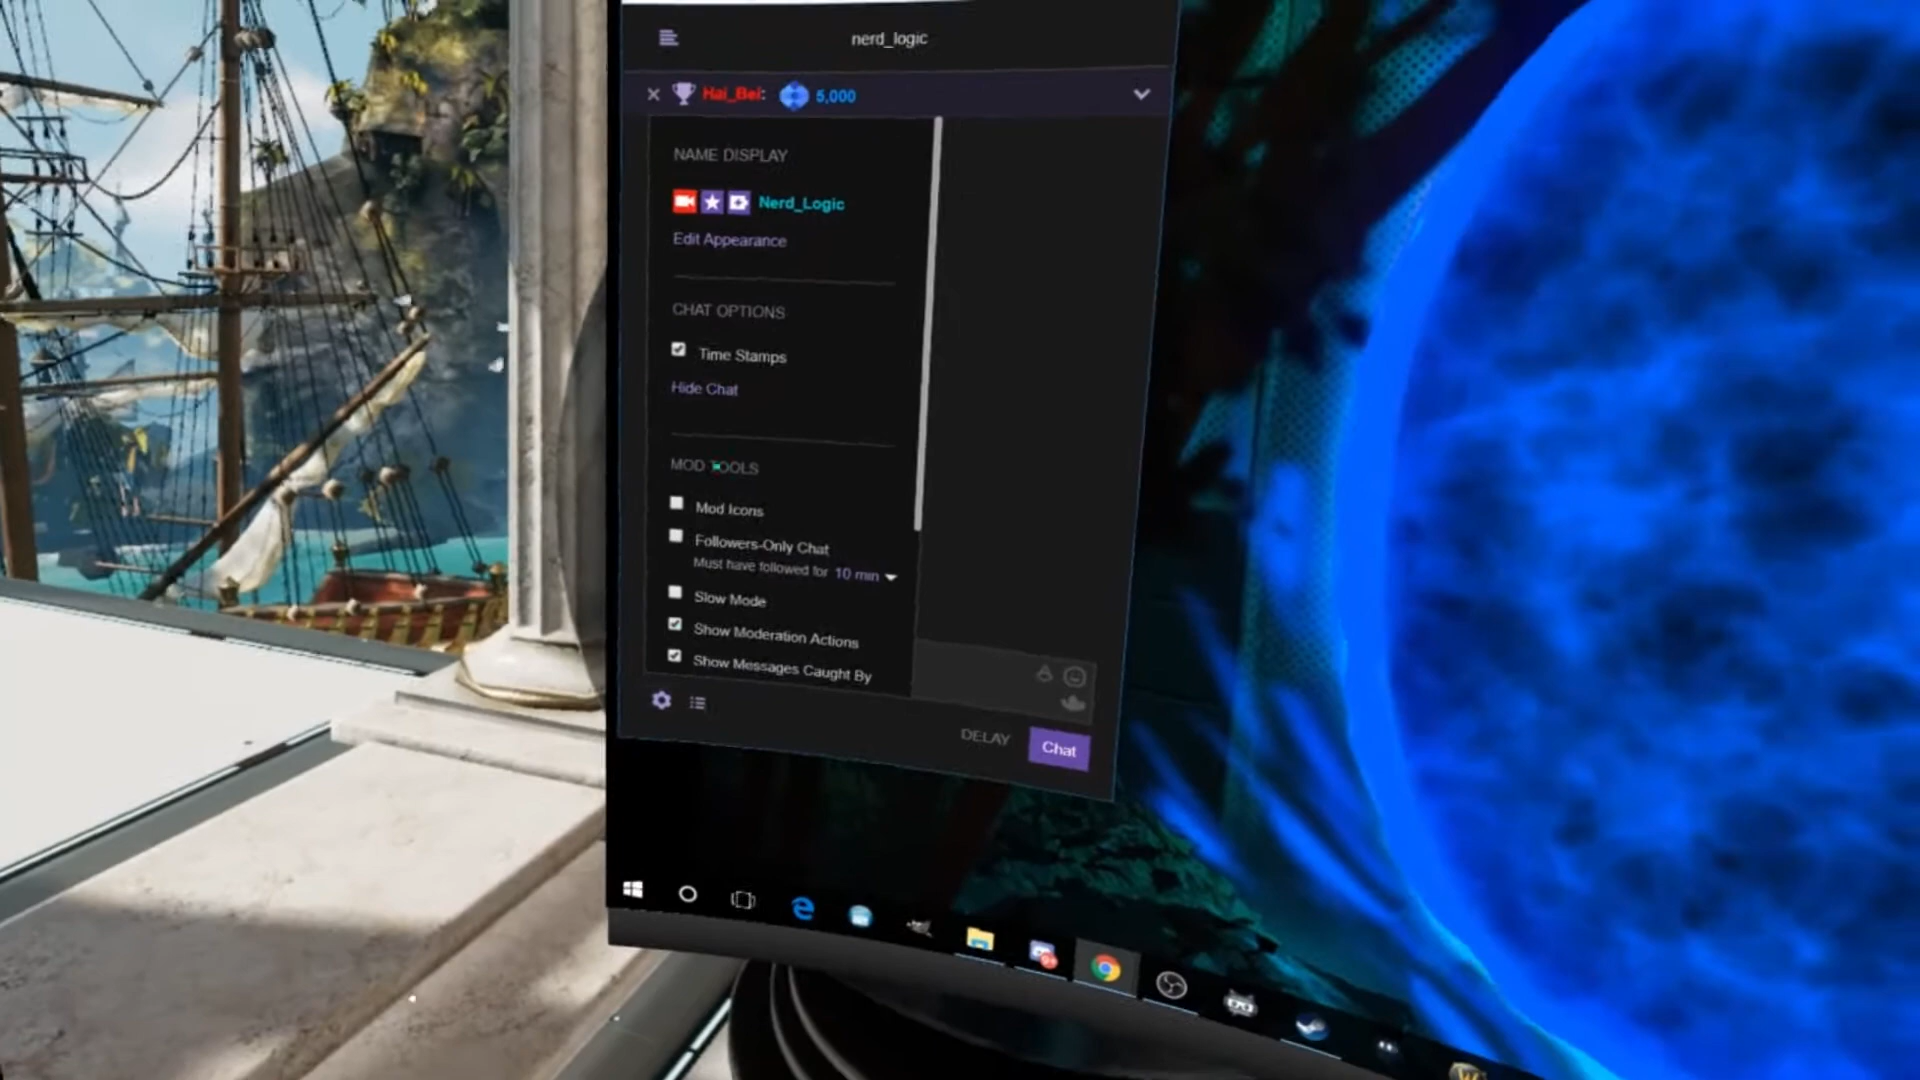 nerd_logic
Hai_Bei: 5,000
NAME DISPLAY
Nerd_Logic
Edit Appearance
CHAT OPTIONS
Time Stamps
Hide Chat
MOD TOOLS
Mod Icons
Followers-Only Chat
Must have followed for 10 min
Slow Mode
Show Moderation Actions
Show Messages Caught By
DELAY
Chat